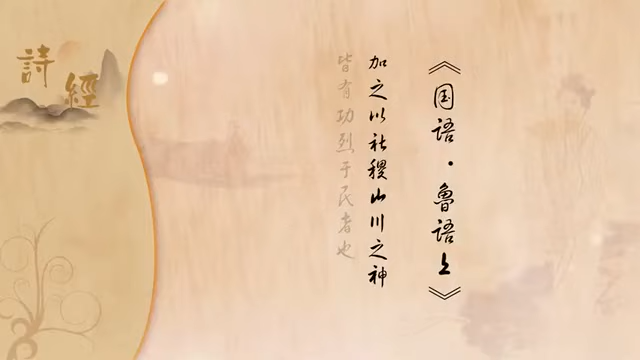 《国语·鲁语上》
加之以社稷山川之神
皆有功烈于民者也
詩經